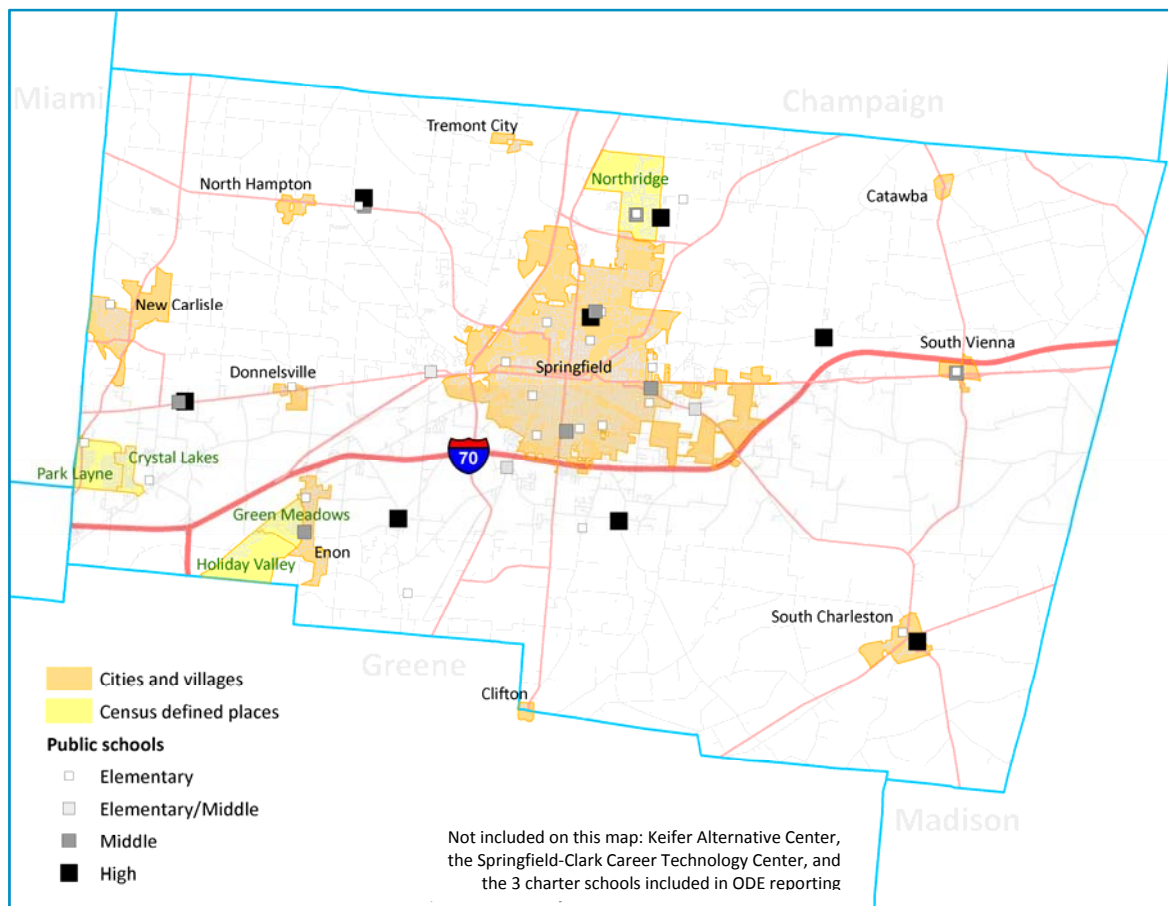 Miami
Champaign
Tremont City
Northridge
North Hampton
Catawba
New Carlisle
South Vienna
Springfield
Donnelsville
Crystal Lakes
Park Layne
70
Green Meadows
Enon
Holiday Valley
South Charleston
Greene
Clifton
Cities and villages
Census defined places
Public schools
Elementary
Elementary/Middle
Middle
High
Madison
Not included on this map: Keifer Alternative Center,
the Springfield-Clark Career Technology Center, and
the 3 charter schools included in ODE reporting